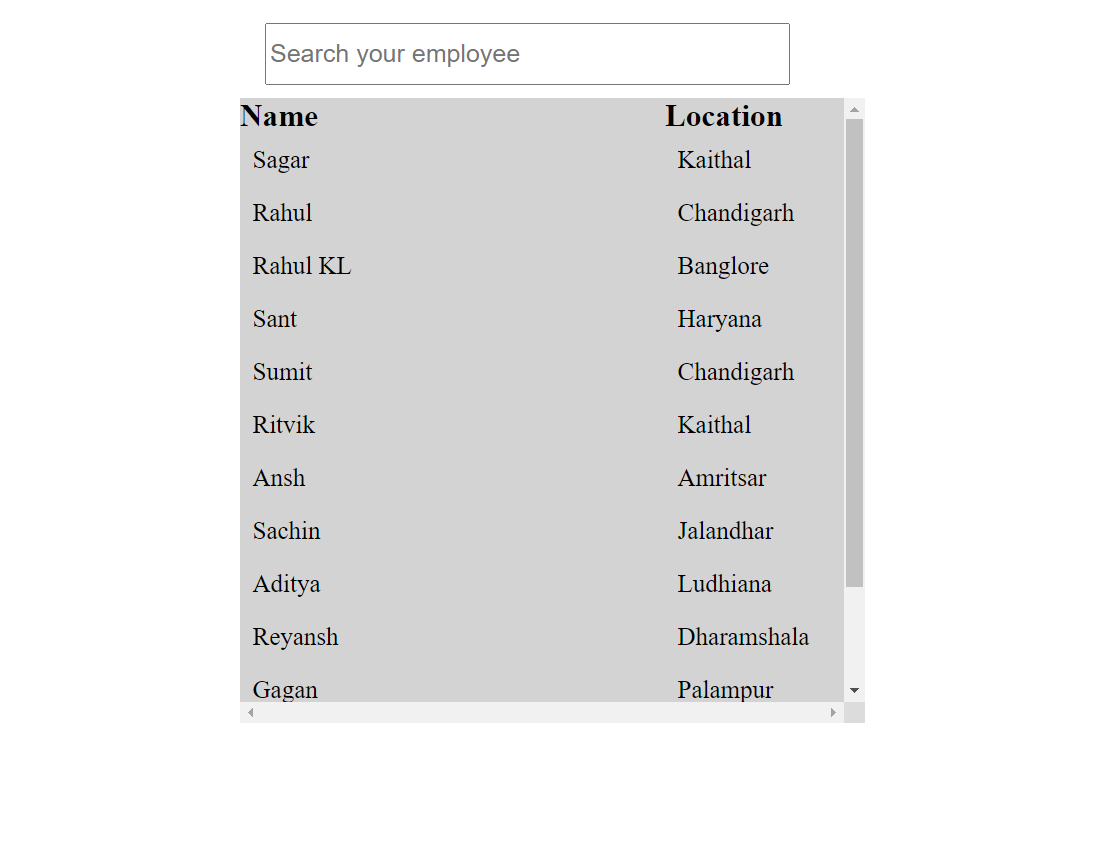 Search your employee
Name Location
Sagar Kaithal
Rahul Chandigarh
Rahul KL Banglore
Sant Haryana
Sumit Chandigarh
Ritvik Kaithal
Ansh Amritsar
Sachin Jalandhar
Aditya Ludhiana
Reyansh Dharamshala
Gagan Palampur